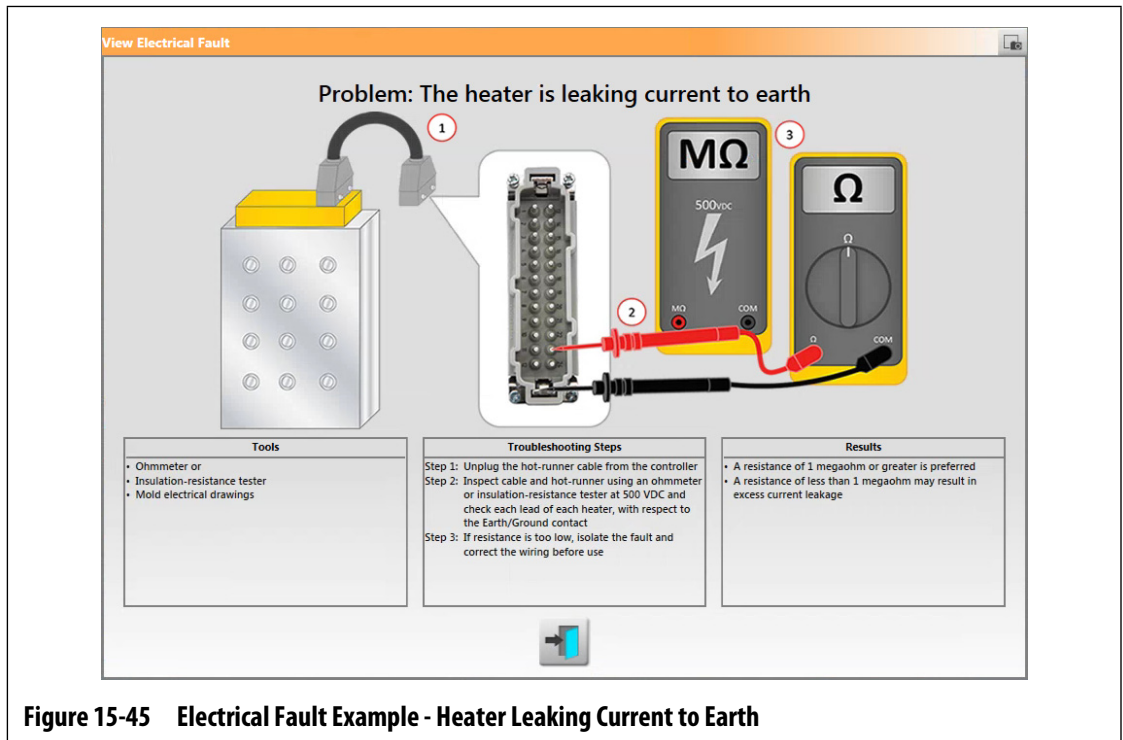 View Electrical Fault
Problem: The heater is leaking current to earth
1
3
MΩ
500VDC
MΩ
COM
Ω
Ω
Ω
COM
2
Tools
• Ohmmeter or
• Insulation-resistance tester
• Mold electrical drawings
Troubleshooting Steps
Step 1: Unplug the hot-runner cable from the controller
Step 2: Inspect cable and hot-runner using an ohmmeter
or insulation-resistance tester at 500 VDC and
check each lead of each heater, with respect to
the Earth/Ground contact
Step 3: If resistance is too low, isolate the fault and
correct the wiring before use
Results
• A resistance of 1 megaohm or greater is preferred
• A resistance of less than 1 megaohm may result in
excess current leakage
Figure 15-45 Electrical Fault Example - Heater Leaking Current to Earth